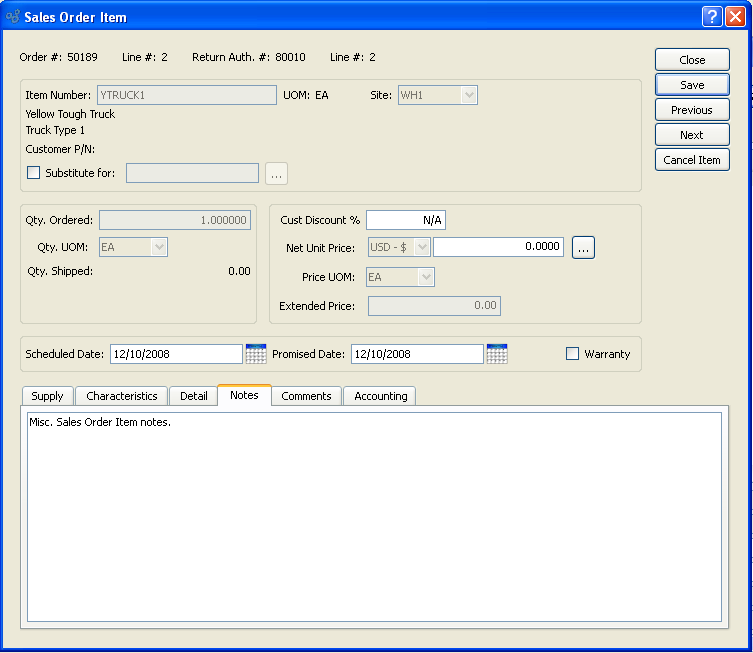 Sales Order Item
Order #: 50189 Line #: 2 Return Auth. #: 80010 Line #: 2
Close
Save
Previous
Next
Cancel Item
Item Number: YTRUCK1 UOM: EA Site: WH1
Yellow Tough Truck
Truck Type 1
Customer P/N:
Substitute for: ...
Qty. Ordered: 1.000000
Qty. UOM: EA
Qty. Shipped: 0.00
Cust Discount % N/A
Net Unit Price: USD - $ 0.0000 ...
Price UOM: EA
Extended Price: 0.00
Scheduled Date: 12/10/2008 Promised Date: 12/10/2008 Warranty
Supply Characteristics Detail Notes Comments Accounting
Misc. Sales Order Item notes.